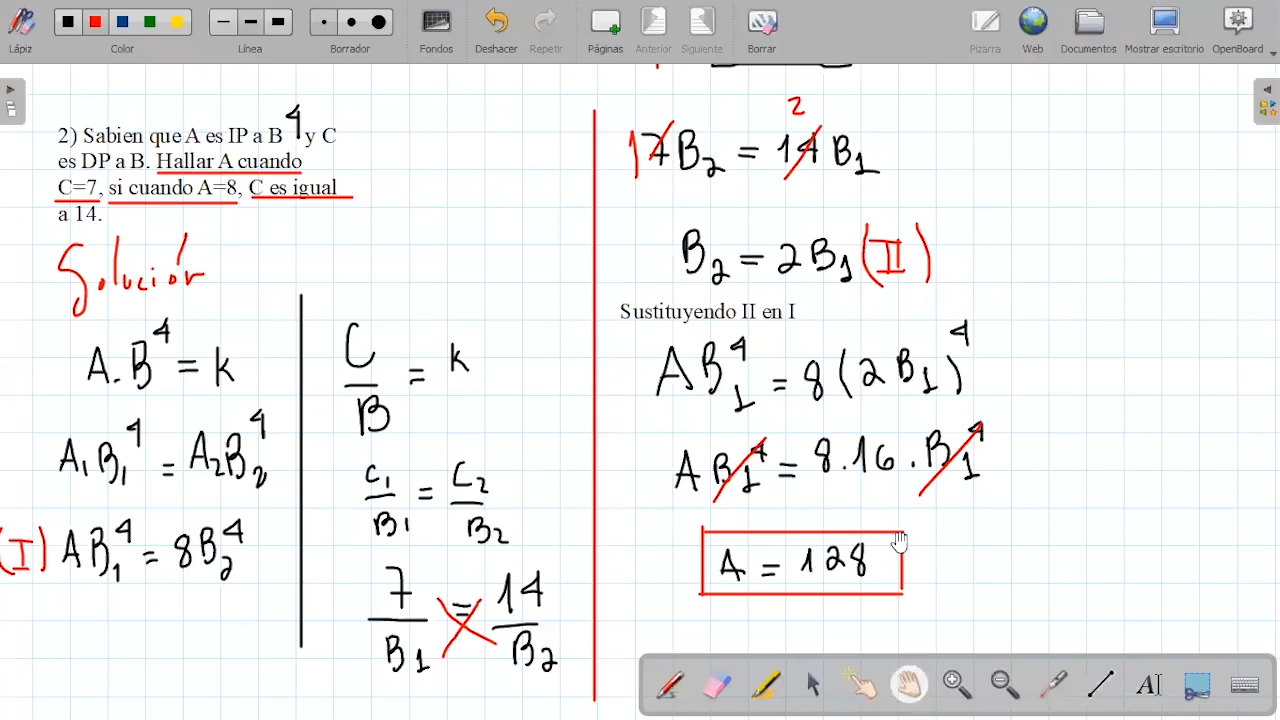 Lápiz
Color
Línea
Borrador
Fondos
Deshacer
Repetir
Páginas
Anterior
Siguiente
Borrar
Pizarra
Web
Documentos
Mostrar escritorio
OpenBoard
2) Sabien que A es IP a B⁴ y C
es DP a B. Hallar A cuando
C=7, si cuando A=8, C es igual
a 14.
Solución
A.B⁴ = k
A₁B₁⁴ = A₂B₂⁴
(I) AB₁⁴ = 8B₂⁴
C/B = k
C₁/B₁ = C₂/B₂
7/B₁ = 14/B₂
2
1 7B₂ = 14B₁
B₂ = 2B₁ (II)
Sustituyendo II en I
AB₁⁴ = 8(2B₁)⁴
AB₁⁴ = 8.16.B₁⁴
A = 128